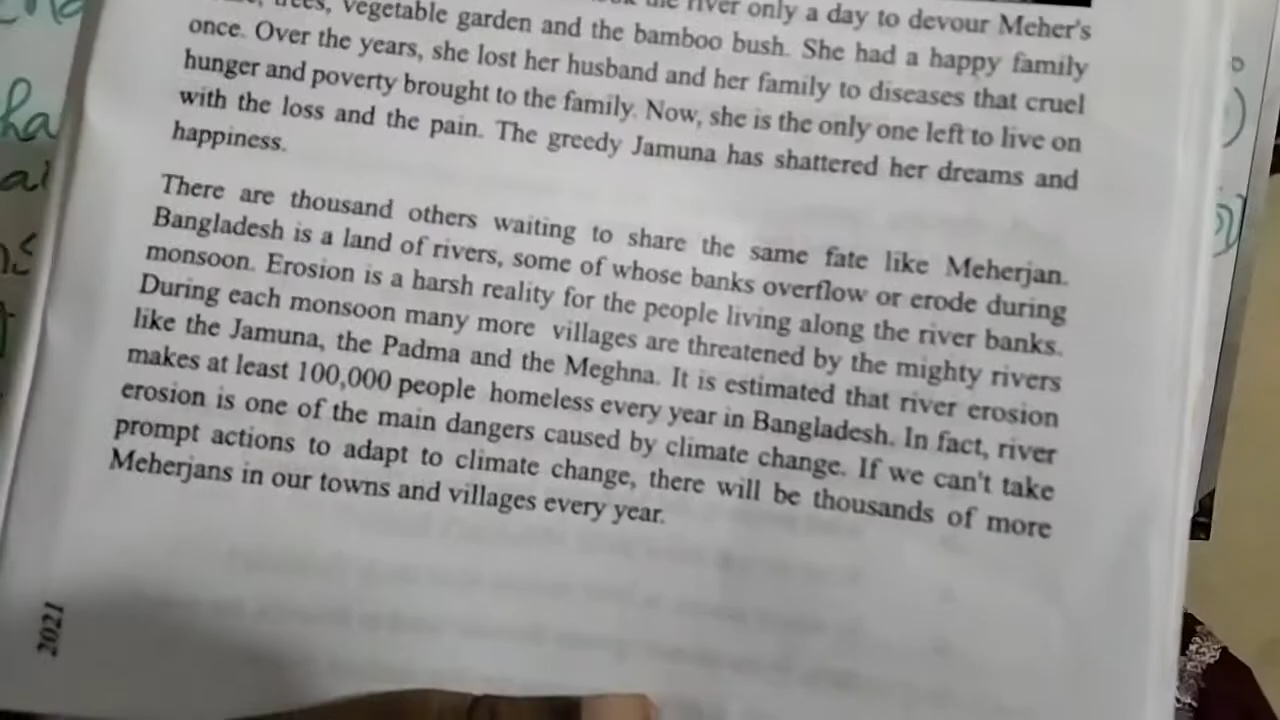 trees, vegetable garden and the bamboo bush. She had a happy family
the river only a day to devour Meher's
once. Over the years, she lost her husband and her family to diseases that cruel
hunger and poverty brought to the family. Now, she is the only one left to live on
with the loss and the pain. The greedy Jamuna has shattered her dreams and
happiness.
There are thousand others waiting to share the same fate like Meherjan.
Bangladesh is a land of rivers, some of whose banks overflow or erode during
monsoon. Erosion is a harsh reality for the people living along the river banks.
During each monsoon many more villages are threatened by the mighty rivers
like the Jamuna, the Padma and the Meghna. It is estimated that river erosion
makes at least 100,000 people homeless every year in Bangladesh. In fact, river
erosion is one of the main dangers caused by climate change. If we can't take
prompt actions to adapt to climate change, there will be thousands of more
Meherjans in our towns and villages every year.
2021